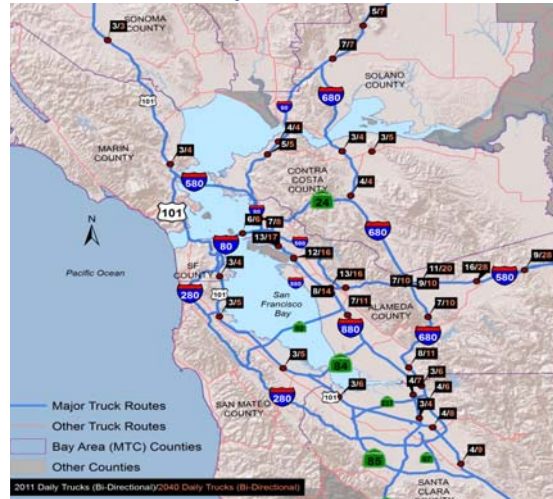 5/7
3/3
SONOMA
COUNTY
7/7
SOLANO
COUNTY
101
80
680
4/4
MARIN
COUNTY
3/4
5/5
3/4
3/5
CONTRA
COSTA
COUNTY
580
4/4
24
101
80
6/6
7/8
N
80
13/17
580
680
12/16
9/28
SF
COUNTY
3/4
13/16
11/20
16/28
580
Pacific Ocean
280
101
San
Francisco
Bay
8/14
7/10
9/10
3/5
7/11
ALAMEDA
COUNTY
7/10
880
680
84
8/11
3/5
3/6
4/7
4/6
101
3/6
Major Truck Routes
SAN MATEO
COUNTY
280
3/4
Other Truck Routes
4/8
Bay Area (MTC) Counties
85
4/9
Other Counties
2011 Daily Trucks (Bi-Directional)/2040 Daily Trucks (Bi-Directional)
SANTA
CLARA